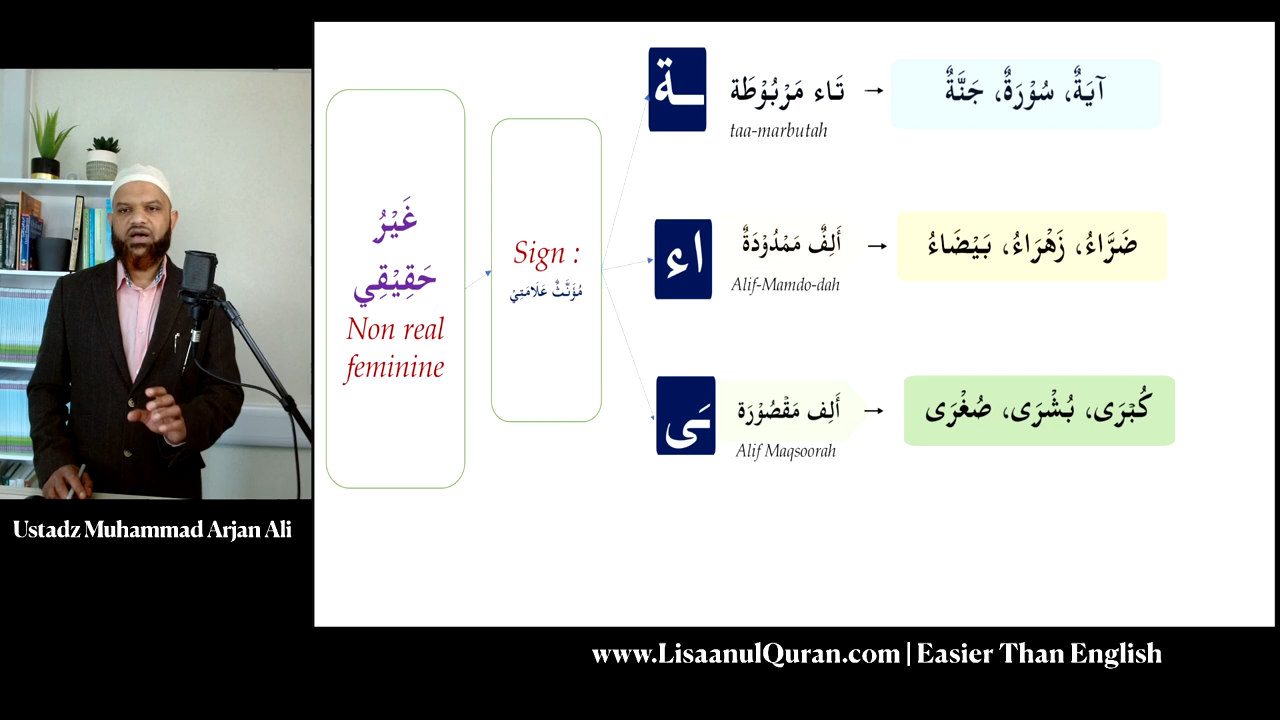 غَيْرُ
حَقِيْقِي
Non real
feminine
Sign :
مُؤَنَّثٌ عَلَامَتِيْ
ـة
تَاء مَرْبُوْطَة
taa-marbutah
آيَةٌ، سُوْرَةٌ، جَنَّةٌ
اء
أَلِفٌ مَمْدُوْدَةٌ
Alif-Mamdo-dah
ضَرَّاءُ، زَهْرَاءُ، بَيْضَاءُ
ـَى
أَلِف مَقْصُوْرَة
Alif Maqsoorah
كُبْرَى، بُشْرَى، صُغْرَى
Ustadz Muhammad Arjan Ali
www.LisaanulQuran.com | Easier Than English